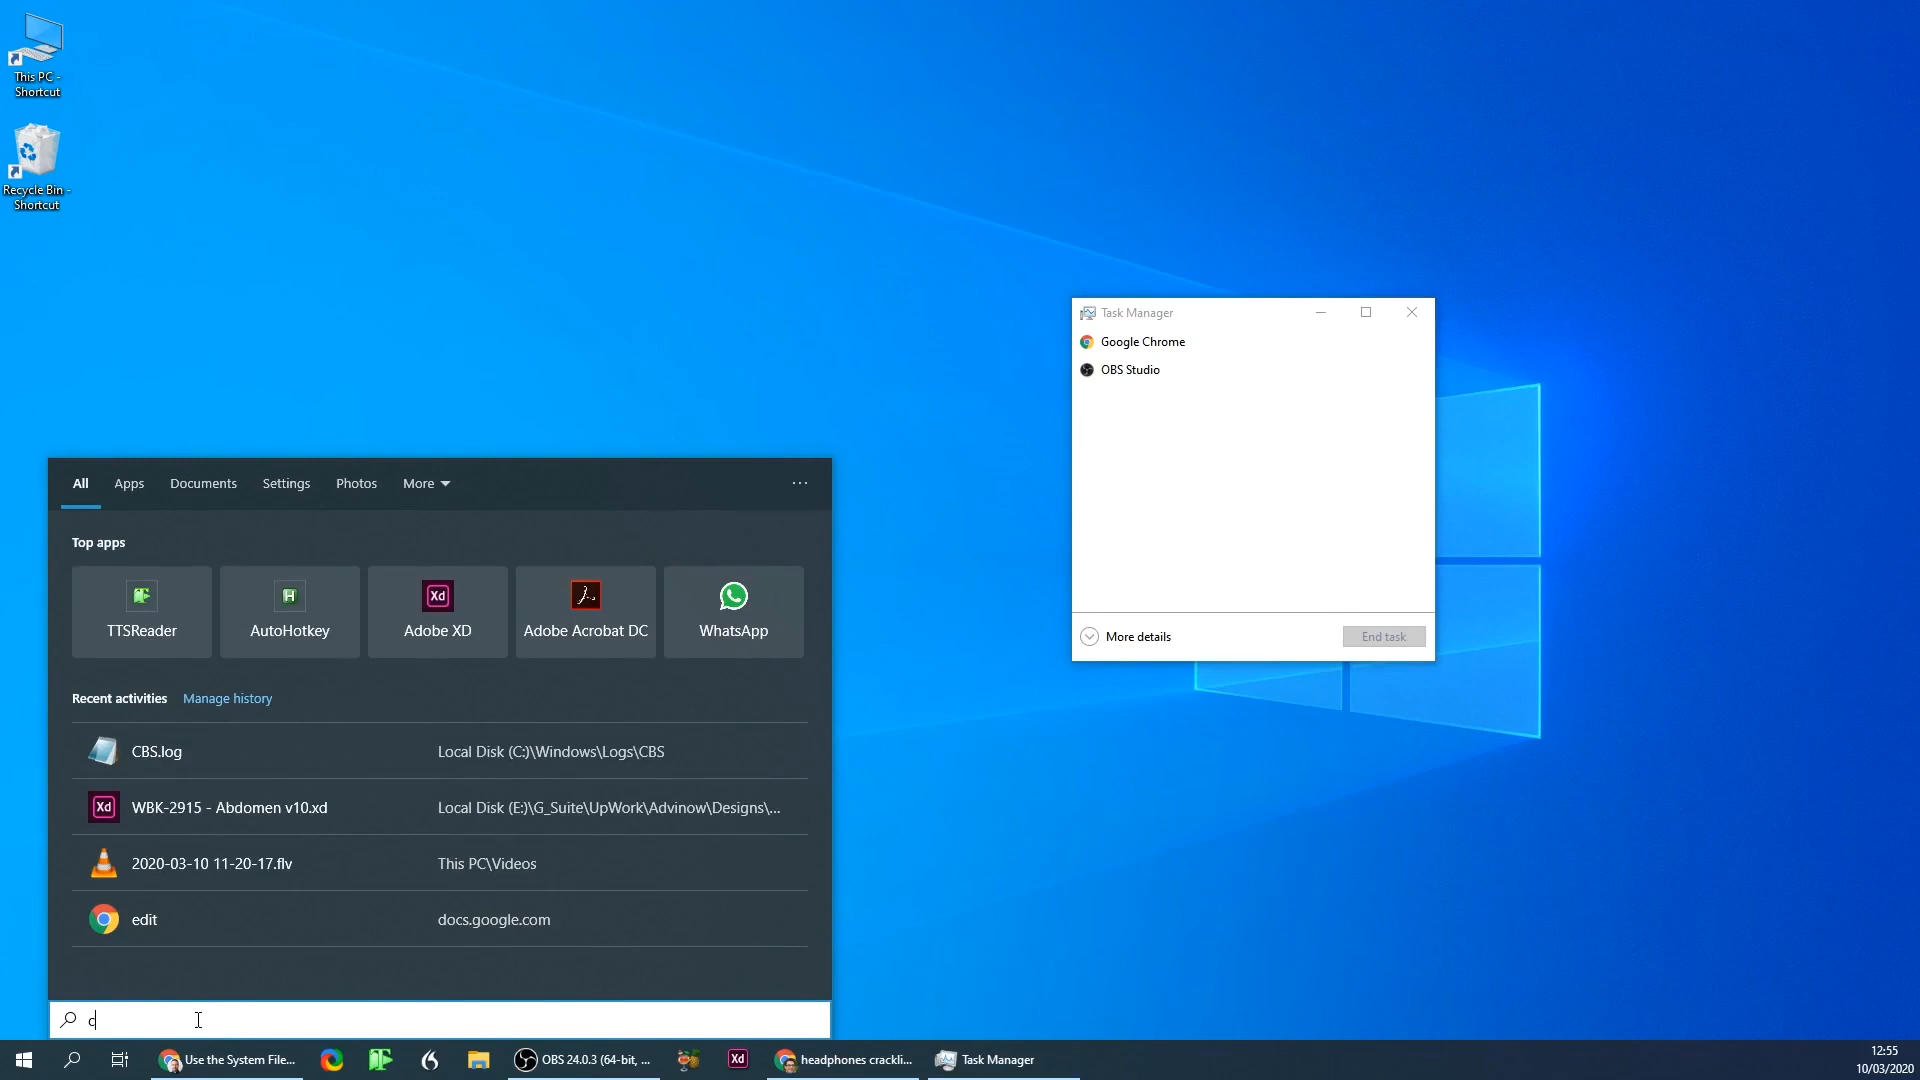 This PC -
Shortcut
Recycle Bin -
Shortcut
Task Manager
Google Chrome
OBS Studio
More details
End task
All Apps Documents Settings Photos More
Top apps
TTSReader AutoHotkey Adobe XD Adobe Acrobat DC WhatsApp
Recent activities Manage history
CBS.log Local Disk (C:)\Windows\Logs\CBS
WBK-2915 - Abdomen v10.xd Local Disk (E:)\G_Suite\UpWork\Advinow\Designs\...
2020-03-10 11-20-17.flv This PC\Videos
edit docs.google.com
c
Use the System File... OBS 24.0.3 (64-bit, ... Xd headphones crackli... Task Manager
12:55
10/03/2020